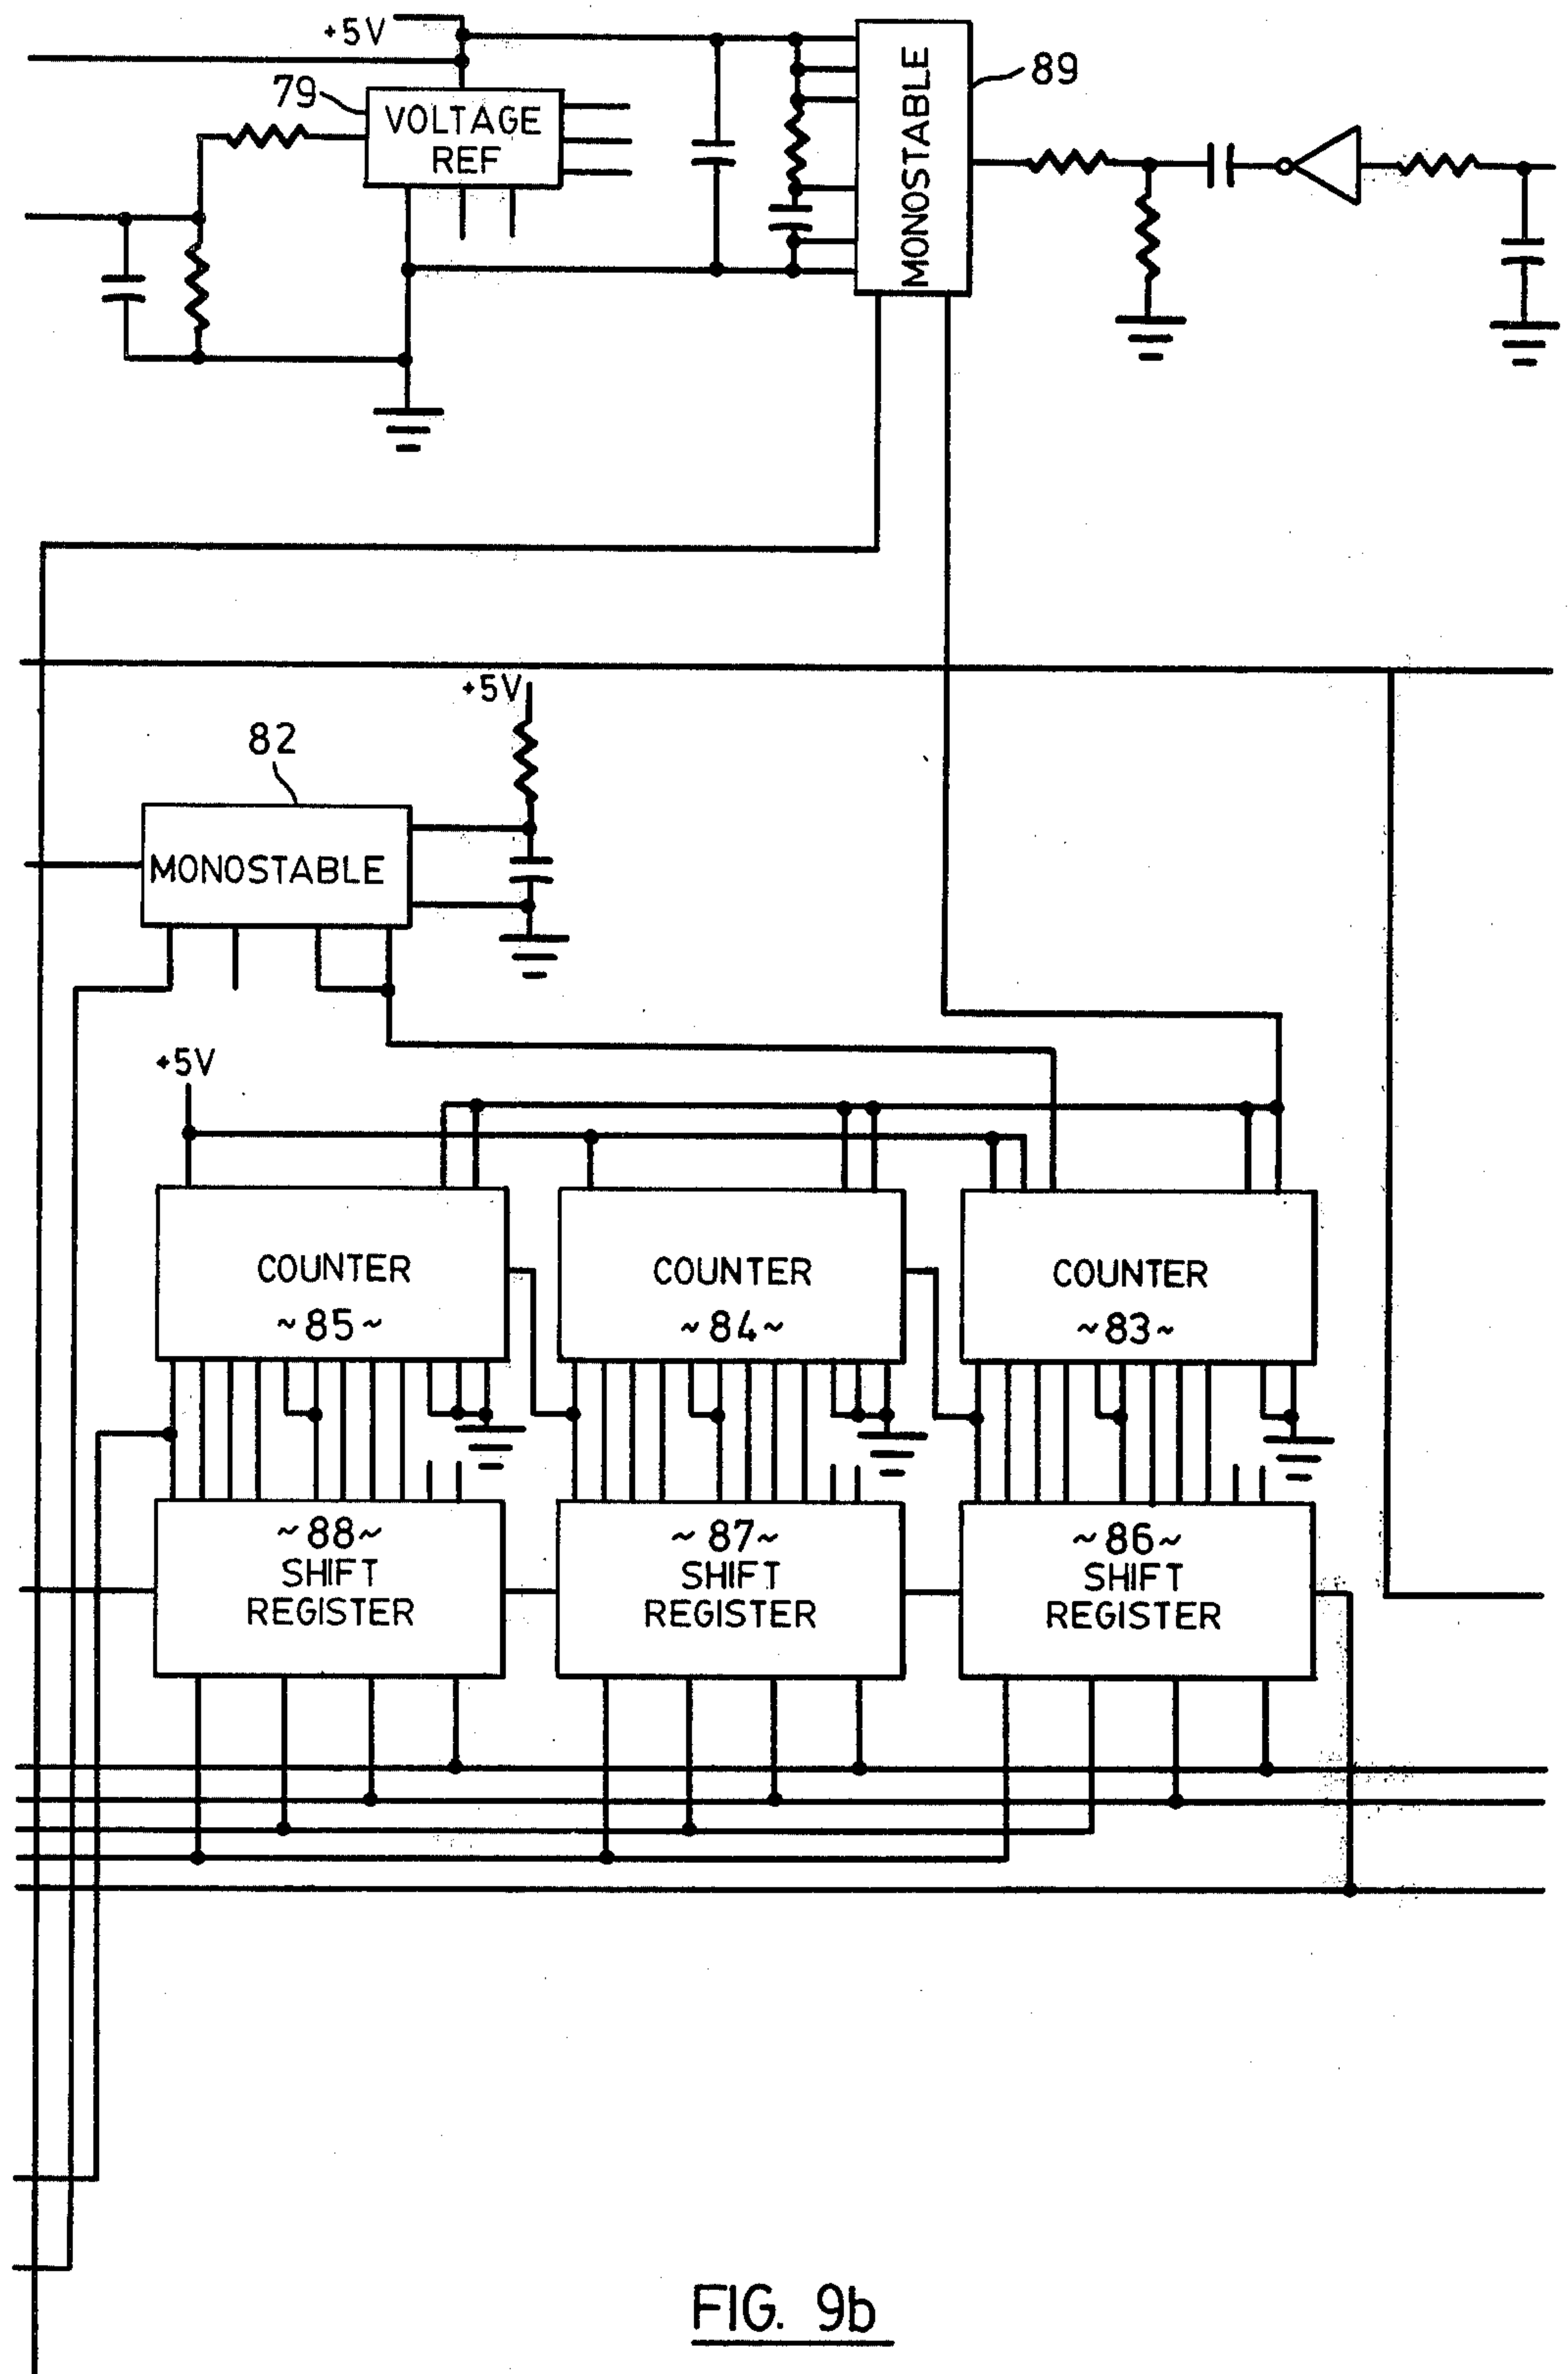 +5V
79
VOLTAGE
REF
MONOSTABLE
89
+5V
82
MONOSTABLE
+5V
COUNTER
~85~
COUNTER
~84~
COUNTER
~83~
~88~
SHIFT
REGISTER
~87~
SHIFT
REGISTER
~86~
SHIFT
REGISTER
FIG. 9b